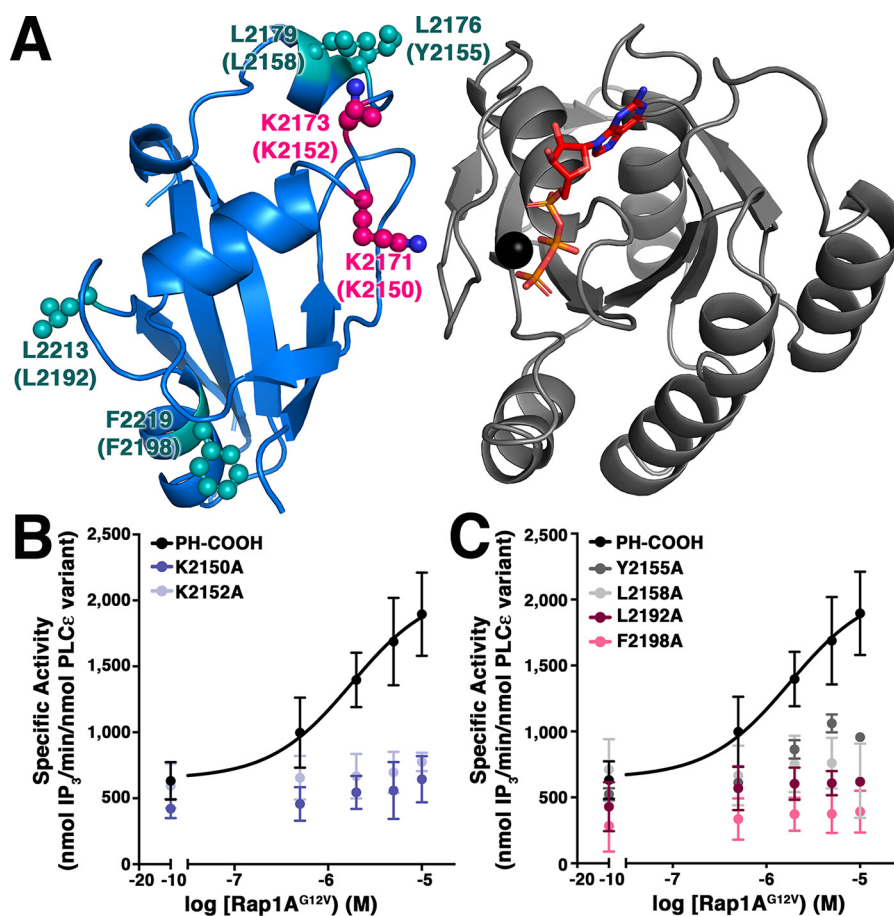 A
L2179
(L2158)
L2176
(Y2155)
K2173
(K2152)
K2171
(K2150)
L2213
(L2192)
F2219
(F2198)
B
Specific Activity
(nmol IP3/min/nmol PLCε variant)
2,500
2,000
1,500
1,000
500
0
PH-COOH
K2150A
K2152A
-20 -10 -7 -6 -5
log [Rap1AG12V) (M)
C
Specific Activity
(nmol IP3/min/nmol PLCε variant)
2,500
2,000
1,500
1,000
500
0
PH-COOH
Y2155A
L2158A
L2192A
F2198A
-20 -10 -7 -6 -5
log [Rap1AG12V) (M)